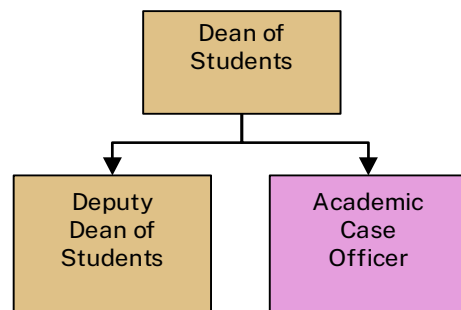 Dean of
Students
Deputy
Dean of
Students
Academic
Case
Officer